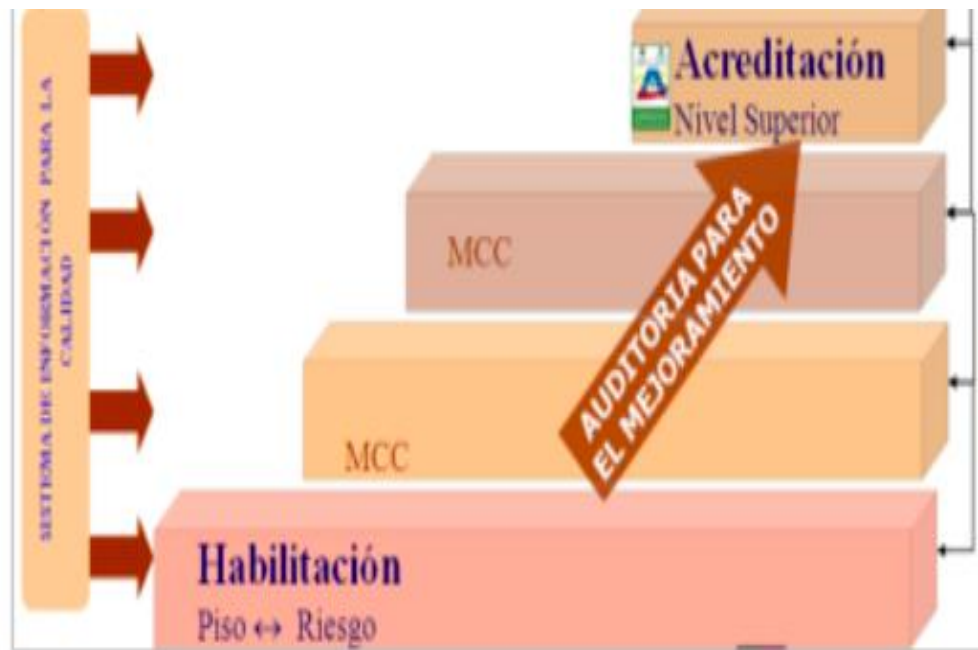 SISTEMA DE INFORMACIÓN PARA LA
CALIDAD
Acreditación
Nivel Superior
MCC
AUDITORIA PARA
EL MEJORAMIENTO
MCC
Habilitación
Piso ↔ Riesgo